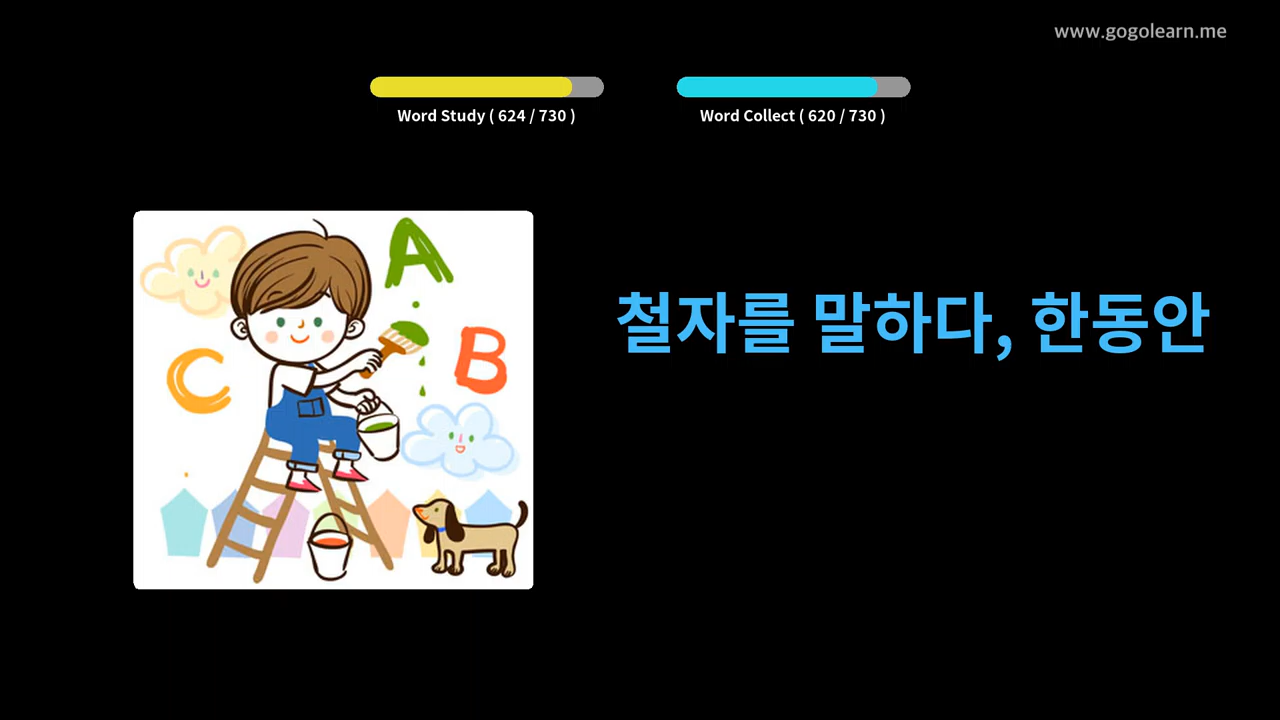 www.gogolearn.me
Word Study ( 624 / 730 )
Word Collect ( 620 / 730 )
A
B
C
철자를 말하다, 한동안